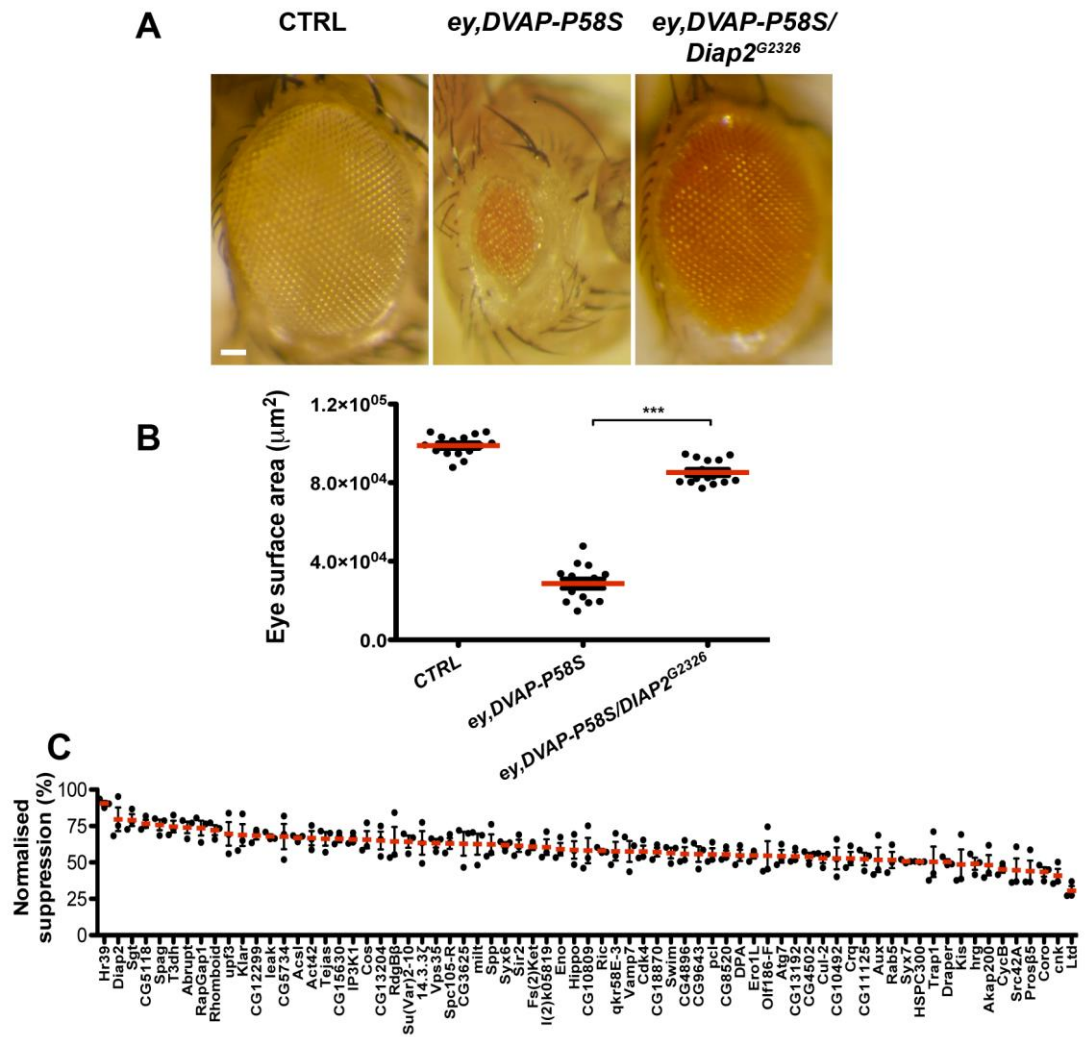 A
CTRL
ey,DVAP-P58S
ey,DVAP-P58S/
Diap2G2326
B
Eye surface area (μm2)
1.2×1005
8.0×1004
4.0×1004
0.0
***
CTRL
ey,DVAP-P58S
ey,DVAP-P58S/DIAP2G2326
C
Normalised
suppression (%)
100
75
50
25
0
Hr39
Diap2
Sgt
CG5118
Spag
T3dh
Abrupt
RapGap1
Rhomboid
upf3
Klar
CG12299
leak
CG5734
Acsl
Act42
Tejas
CG15630
IP3K1
Cos
CG13204
RdgBβ
Su(Var)2-10
14.3.3ζ
Vps35
Spc105-R
CG3625
milt
Spp
Syx6
Sir2
Fs(2)Ket
l(2)k05819
Eno
Hippo
CG10809
Ric
qkr58E-3
Vamp7
CG18870
Swim
CG4896
CG9643
Cdk4
pcl
CG8520
DPA
Ero1L
Olf186-F
Atg7
CG13192
CG4502
Cul-2
CG10492
Crq
CG11125
Aux
Rab5
Syx7
HSPC300
Trap1
Draper
Kis
hrg
Akap200
CycB
Src42A
Prosβ5
Coro
cnk
Ltd